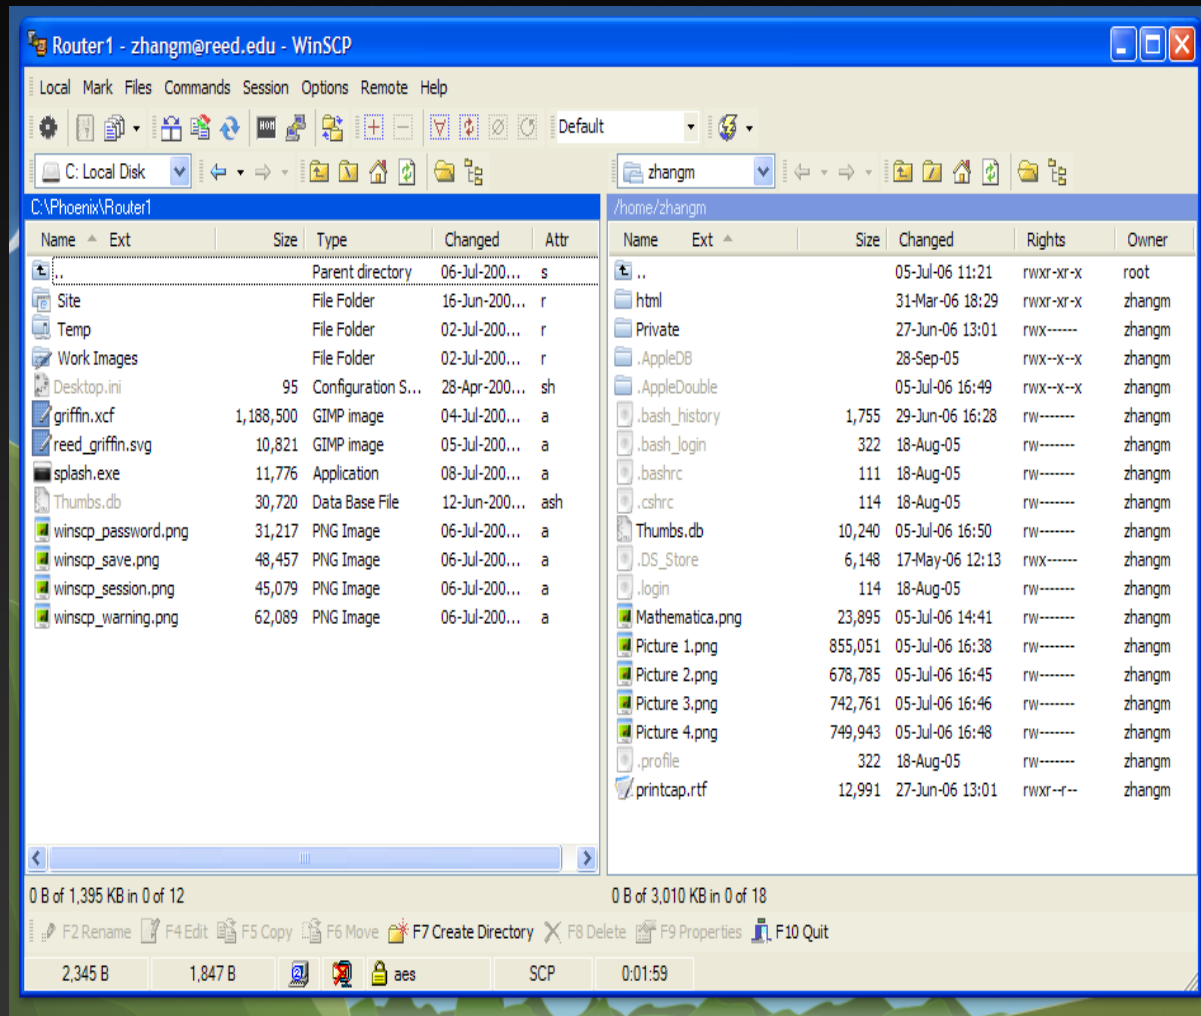 Router1 - zhangm@reed.edu - WinSCP
Local Mark Files Commands Session Options Remote Help
Default
C: Local Disk
zhangm
C:\Phoenix\Router1
/home/zhangm
Name Ext Size Type Changed Attr
.. Parent directory 06-Jul-200... s
Site File Folder 16-Jun-200... r
Temp File Folder 02-Jul-200... r
Work Images File Folder 02-Jul-200... r
Desktop.ini 95 Configuration S... 28-Apr-200... sh
griffin.xcf 1,188,500 GIMP image 04-Jul-200... a
reed_griffin.svg 10,821 GIMP image 05-Jul-200... a
splash.exe 11,776 Application 08-Jul-200... a
Thumbs.db 30,720 Data Base File 12-Jun-200... ash
winscp_password.png 31,217 PNG Image 06-Jul-200... a
winscp_save.png 48,457 PNG Image 06-Jul-200... a
winscp_session.png 45,079 PNG Image 06-Jul-200... a
winscp_warning.png 62,089 PNG Image 06-Jul-200... a
Name Ext Size Changed Rights Owner
.. 05-Jul-06 11:21 rwxr-xr-x root
html 31-Mar-06 18:29 rwxr-xr-x zhangm
Private 27-Jun-06 13:01 rwx------ zhangm
.AppleDB 28-Sep-05 rwx--x--x zhangm
.AppleDouble 05-Jul-06 16:49 rwx--x--x zhangm
.bash_history 1,755 29-Jun-06 16:28 rw------- zhangm
.bash_login 322 18-Aug-05 rw------- zhangm
.bashrc 111 18-Aug-05 rw------- zhangm
.cshrc 114 18-Aug-05 rw------- zhangm
Thumbs.db 10,240 05-Jul-06 16:50 rw------- zhangm
.DS_Store 6,148 17-May-06 12:13 rwx------ zhangm
.login 114 18-Aug-05 rw------- zhangm
Mathematica.png 23,895 05-Jul-06 14:41 rw------- zhangm
Picture 1.png 855,051 05-Jul-06 16:38 rw------- zhangm
Picture 2.png 678,785 05-Jul-06 16:45 rw------- zhangm
Picture 3.png 742,761 05-Jul-06 16:46 rw------- zhangm
Picture 4.png 749,943 05-Jul-06 16:48 rw------- zhangm
.profile 322 18-Aug-05 rw------- zhangm
printcap.rtf 12,991 27-Jun-06 13:01 rwxr--r-- zhangm
0 B of 1,395 KB in 0 of 12
0 B of 3,010 KB in 0 of 18
F2 Rename F4 Edit F5 Copy F6 Move F7 Create Directory F8 Delete F9 Properties F10 Quit
2,345 B 1,847 B aes SCP 0:01:59